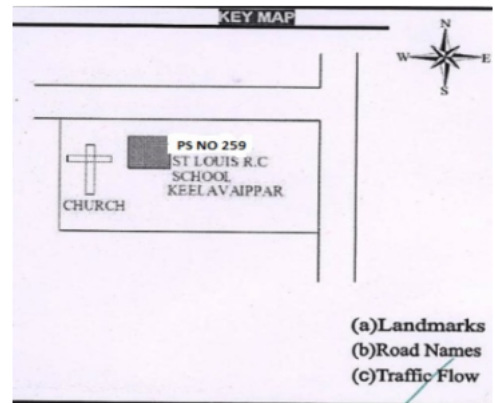 KEY MAP
N
W E
S
PS NO 259
ST LOUIS R.C
SCHOOL
KEELAVAIPPAR
CHURCH
(a)Landmarks
(b)Road Names
(c)Traffic Flow